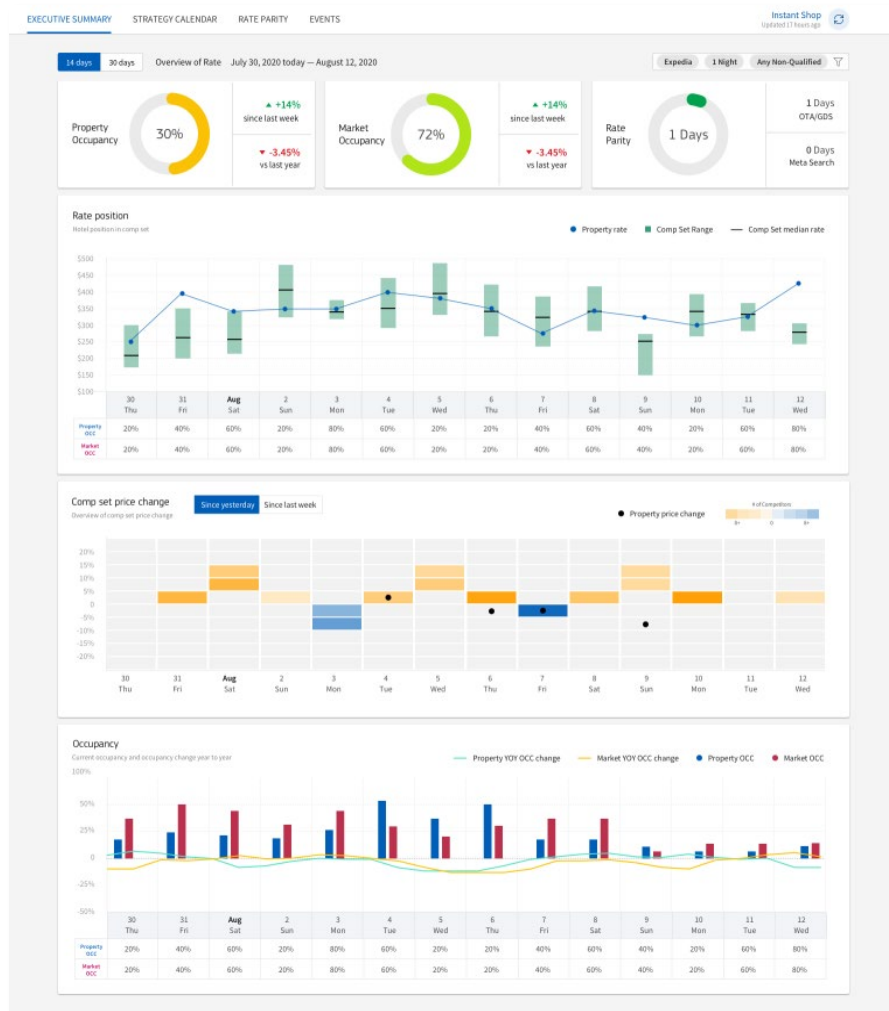 EXECUTIVE SUMMARY STRATEGY CALENDAR RATE PARITY EVENTS
Instant Shop
Updated 17 hours ago
14 days 30 days Overview of Rate July 30, 2020 today — August 12, 2020
Expedia 1 Night Any Non-Qualified
Property Occupancy
30%
+14%
since last week
-3.45%
vs last year
Market Occupancy
72%
+14%
since last week
-3.45%
vs last year
Rate Parity
1 Days
1 Days
OTA/GDS
0 Days
Meta Search
Rate position
Hotel position in comp set
Property rate Comp Set Range Comp Set median rate
$500
$450
$400
$350
$300
$250
$200
$150
$100
30 31 Aug 2 3 4 5 6 7 8 9 10 11 12
Thu Fri Sat Sun Mon Tue Wed Thu Fri Sat Sun Mon Tue Wed
Property OCC 20% 40% 60% 20% 80% 60% 20% 20% 40% 60% 40% 20% 60% 80%
Market OCC 20% 40% 60% 20% 80% 60% 20% 20% 40% 60% 40% 20% 60% 80%
Comp set price change
Overview of comp set price change
Since yesterday Since last week
Property price change
# of Competitors
8+ 0 8+
20%
15%
10%
5%
0
-5%
-10%
-15%
-20%
30 31 Aug 2 3 4 5 6 7 8 9 10 11 12
Thu Fri Sat Sun Mon Tue Wed Thu Fri Sat Sun Mon Tue Wed
Occupancy
Current occupancy and occupancy change year to year
Property YOY OCC change Market YOY OCC change Property OCC Market OCC
100%
50%
25%
0
-25%
-50%
30 31 Aug 2 3 4 5 6 7 8 9 10 11 12
Thu Fri Sat Sun Mon Tue Wed Thu Fri Sat Sun Mon Tue Wed
Property OCC 20% 40% 60% 20% 80% 60% 20% 20% 40% 60% 40% 20% 60% 80%
Market OCC 20% 40% 60% 20% 80% 60% 20% 20% 40% 60% 40% 20% 60% 80%